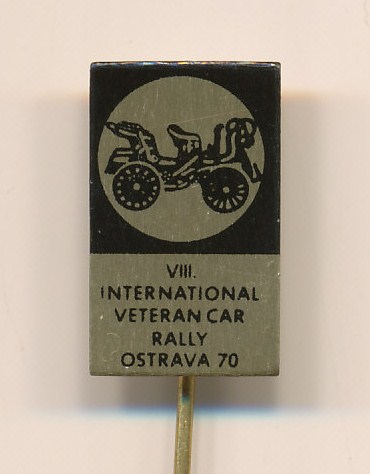 VIII.
INTERNATIONAL
VETERAN CAR
RALLY
OSTRAVA 70